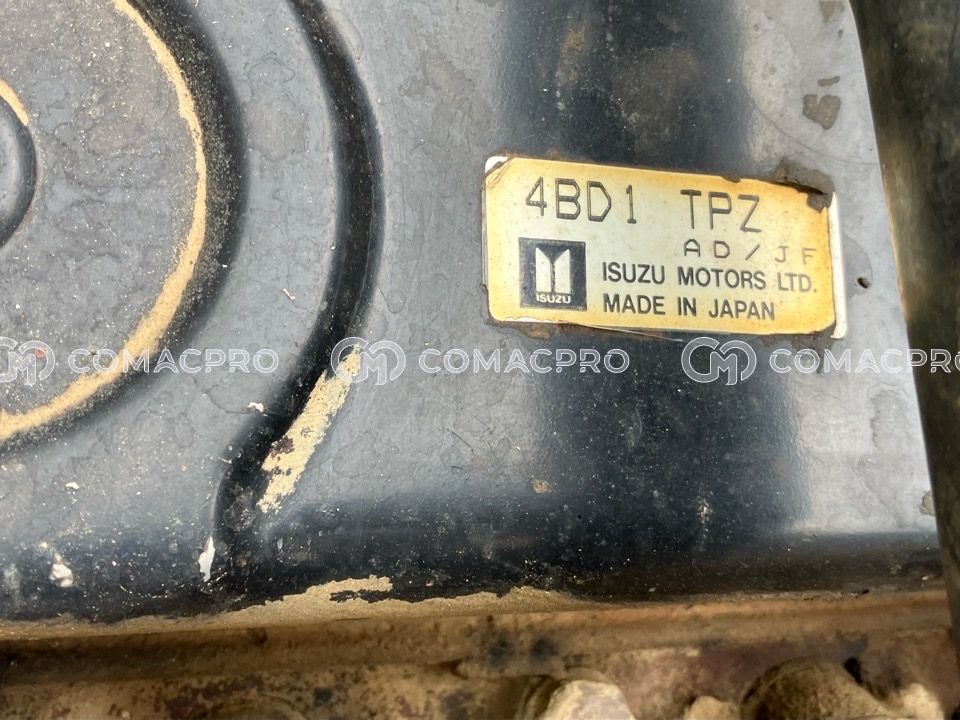 4BD1 TPZ
AD/JF
ISUZU
ISUZU MOTORS LTD.
MADE IN JAPAN
COMACPRO COMACPRO COMACPRO